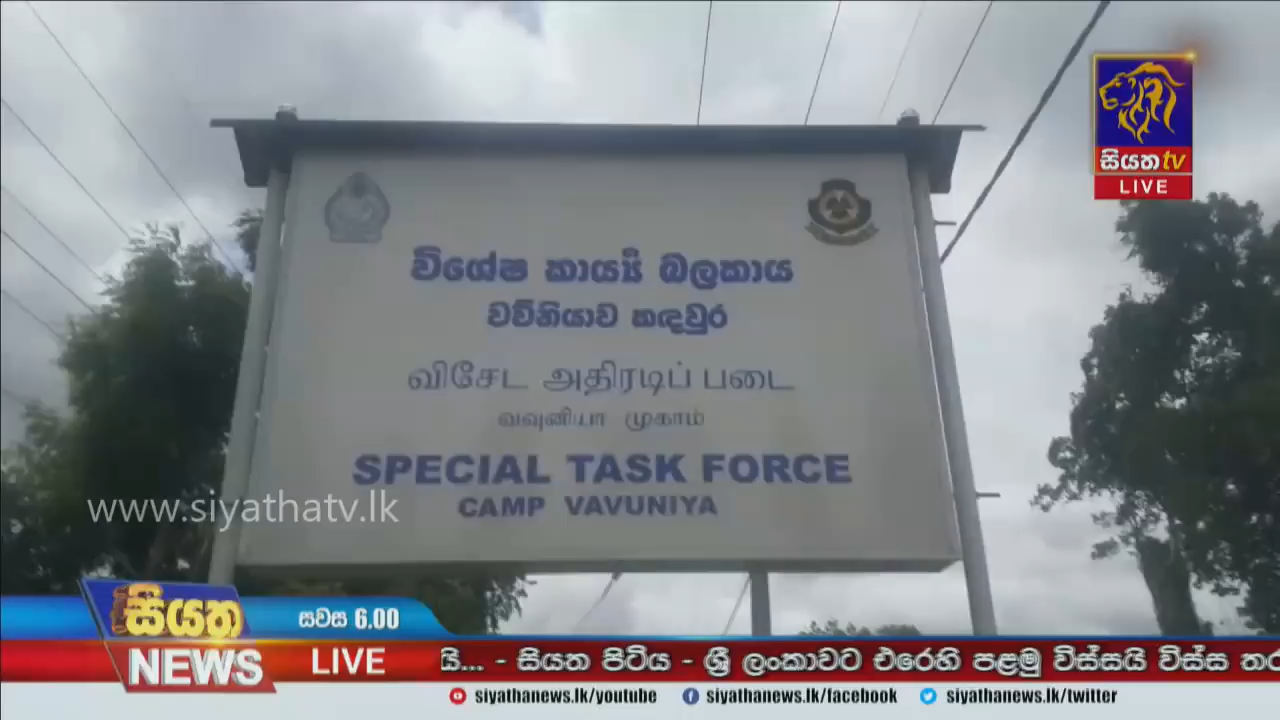 සියත tv
LIVE
විශේෂ කාර්‍ය්‍ය බලකාය
වව්නියාව කඳවුර
விசேட அதிரடிப் படை
வவுனியா முகாம்
SPECIAL TASK FORCE
CAMP VAVUNIYA
www.siyathatv.lk
සියත
NEWS
සවස 6.00
LIVE
යි... - සියත පිටිය - ශ්‍රී ලංකාවට එරෙහි පළමු විස්සයි විස්ස තර
siyathanews.lk/youtube
siyathanews.lk/facebook
siyathanews.lk/twitter